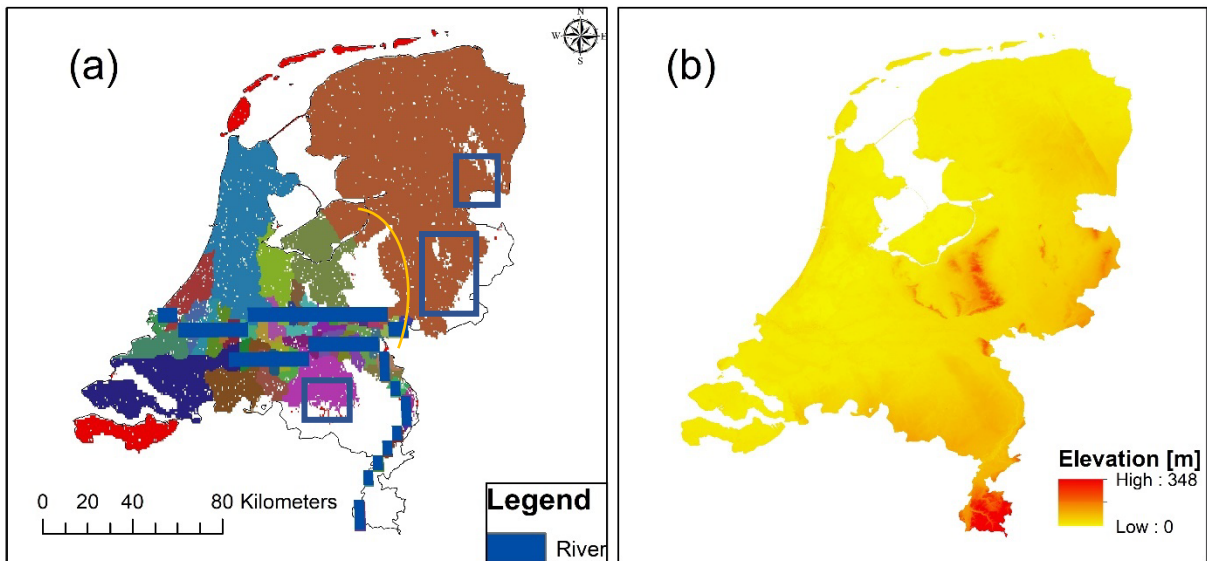 (a)
N
W E
S
0 20 40 80 Kilometers
Legend
River
(b)
Elevation [m]
High : 348
Low : 0